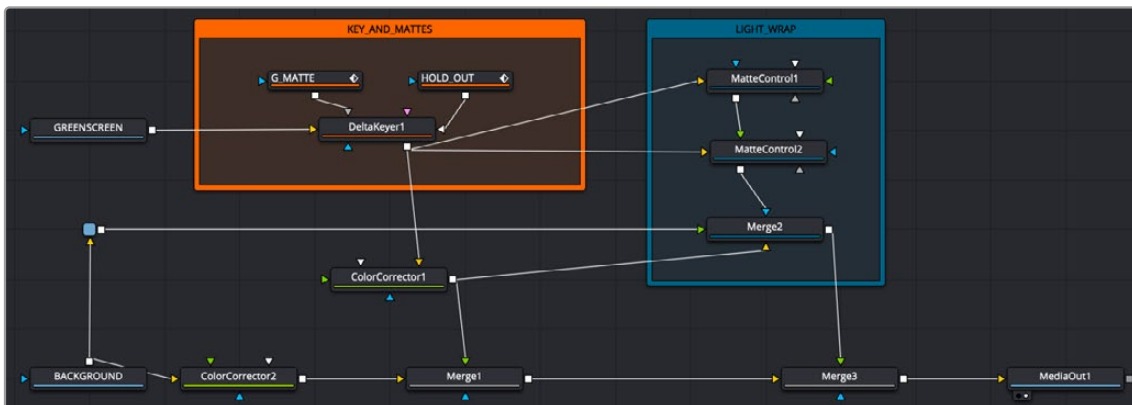 KEY_AND_MATTES
LIGHT_WRAP
G_MATTE
HOLD_OUT
MatteControl1
GREENSCREEN
DeltaKeyer1
MatteControl2
Merge2
ColorCorrector1
BACKGROUND
ColorCorrector2
Merge1
Merge3
MediaOut1